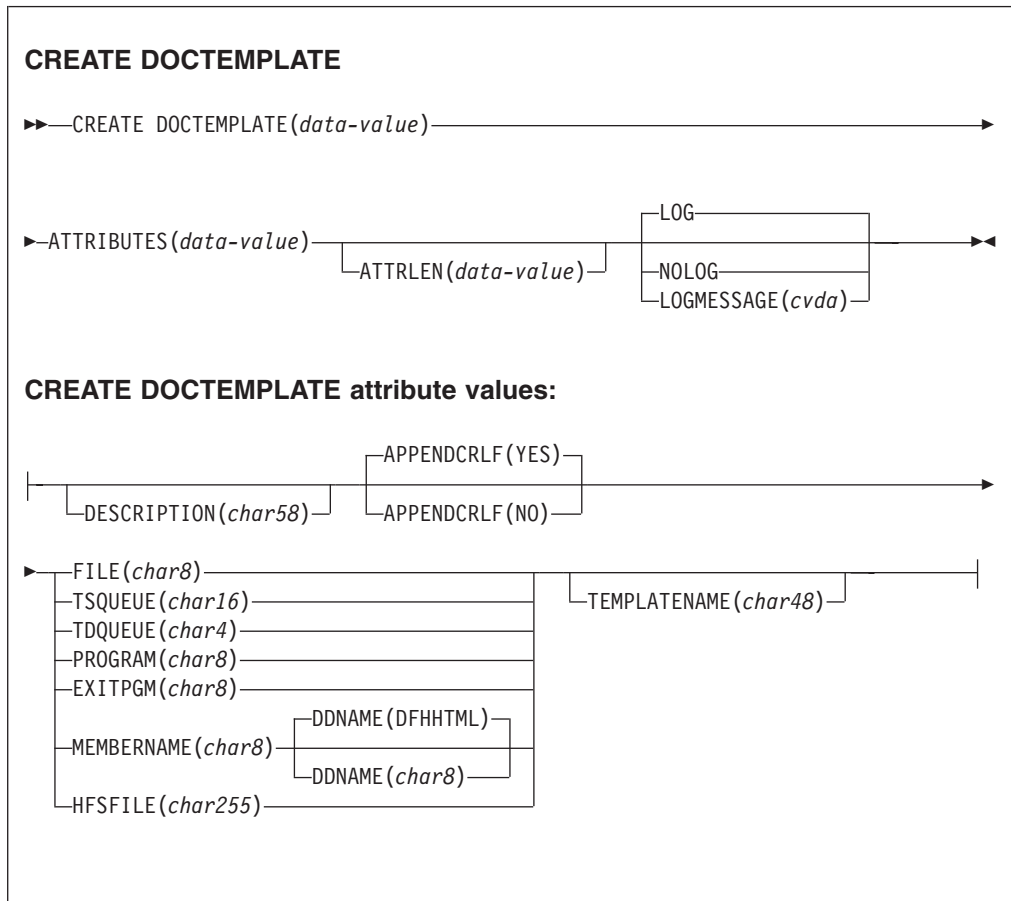 CREATE DOCTEMPLATE
CREATE DOCTEMPLATE(data-value)
LOG
ATTRIBUTES(data-value)
ATTRLEN(data-value)
NOLOG
LOGMESSAGE(cvda)
CREATE DOCTEMPLATE attribute values:
APPENDCRLF(YES)
DESCRIPTION(char58)
APPENDCRLF(NO)
FILE(char8)
TSQUEUE(char16)
TEMPLATENAME(char48)
TDQUEUE(char4)
PROGRAM(char8)
EXITPGM(char8)
DDNAME(DFHHTML)
MEMBERNAME(char8)
DDNAME(char8)
HFSFILE(char255)